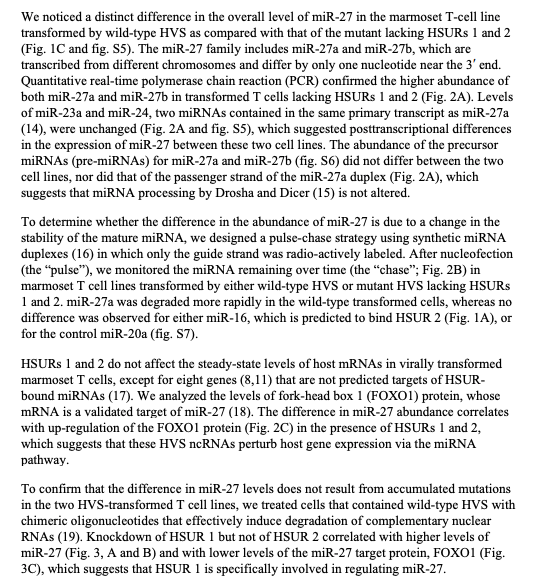 We noticed a distinct difference in the overall level of miR-27 in the marmoset T-cell line
transformed by wild-type HVS as compared with that of the mutant lacking HSURs 1 and 2
(Fig. 1C and fig. S5). The miR-27 family includes miR-27a and miR-27b, which are
transcribed from different chromosomes and differ by only one nucleotide near the 3′ end.
Quantitative real-time polymerase chain reaction (PCR) confirmed the higher abundance of
both miR-27a and miR-27b in transformed T cells lacking HSURs 1 and 2 (Fig. 2A). Levels
of miR-23a and miR-24, two miRNAs contained in the same primary transcript as miR-27a
(14), were unchanged (Fig. 2A and fig. S5), which suggested posttranscriptional differences
in the expression of miR-27 between these two cell lines. The abundance of the precursor
miRNAs (pre-miRNAs) for miR-27a and miR-27b (fig. S6) did not differ between the two
cell lines, nor did that of the passenger strand of the miR-27a duplex (Fig. 2A), which
suggests that miRNA processing by Drosha and Dicer (15) is not altered.
To determine whether the difference in the abundance of miR-27 is due to a change in the
stability of the mature miRNA, we designed a pulse-chase strategy using synthetic miRNA
duplexes (16) in which only the guide strand was radio-actively labeled. After nucleofection
(the “pulse”), we monitored the miRNA remaining over time (the “chase”; Fig. 2B) in
marmoset T cell lines transformed by either wild-type HVS or mutant HVS lacking HSURs
1 and 2. miR-27a was degraded more rapidly in the wild-type transformed cells, whereas no
difference was observed for either miR-16, which is predicted to bind HSUR 2 (Fig. 1A), or
for the control miR-20a (fig. S7).
HSURs 1 and 2 do not affect the steady-state levels of host mRNAs in virally transformed
marmoset T cells, except for eight genes (8,11) that are not predicted targets of HSUR-
bound miRNAs (17). We analyzed the levels of fork-head box 1 (FOXO1) protein, whose
mRNA is a validated target of miR-27 (18). The difference in miR-27 abundance correlates
with up-regulation of the FOXO1 protein (Fig. 2C) in the presence of HSURs 1 and 2,
which suggests that these HVS ncRNAs perturb host gene expression via the miRNA
pathway.
To confirm that the difference in miR-27 levels does not result from accumulated mutations
in the two HVS-transformed T cell lines, we treated cells that contained wild-type HVS with
chimeric oligonucleotides that effectively induce degradation of complementary nuclear
RNAs (19). Knockdown of HSUR 1 but not of HSUR 2 correlated with higher levels of
miR-27 (Fig. 3, A and B) and with lower levels of the miR-27 target protein, FOXO1 (Fig.
3C), which suggests that HSUR 1 is specifically involved in regulating miR-27.